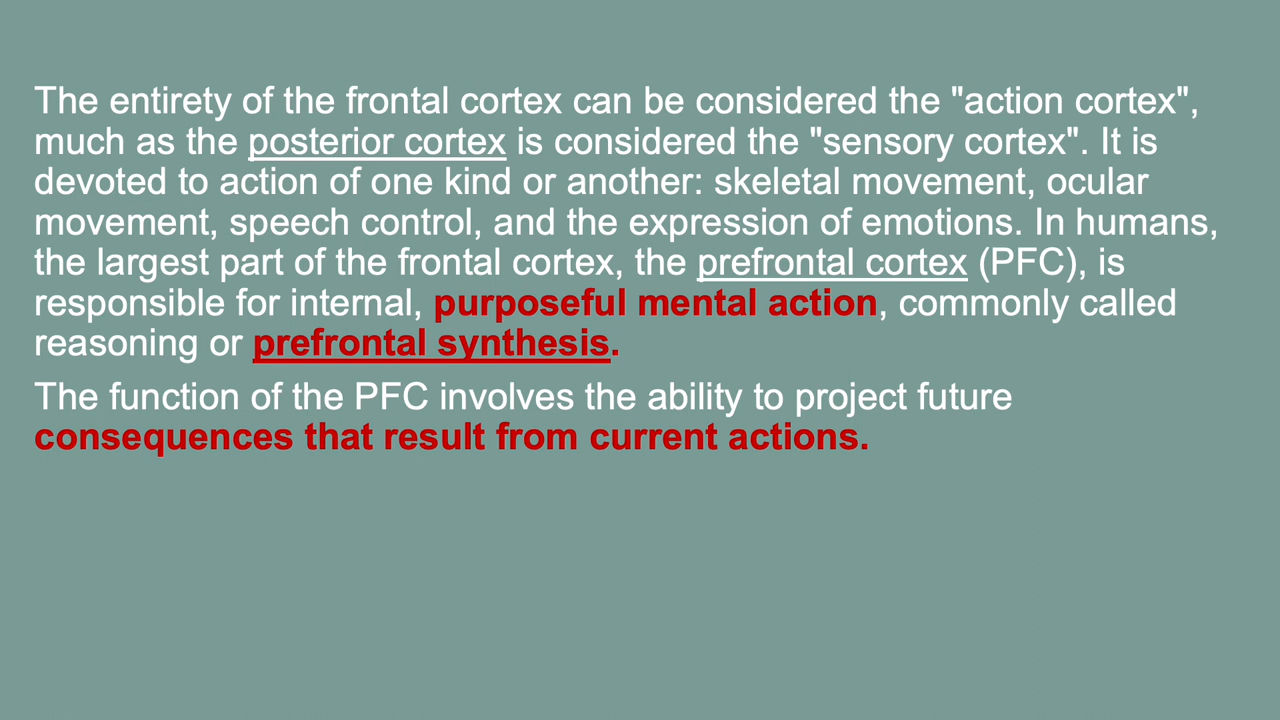 The entirety of the frontal cortex can be considered the "action cortex",
much as the posterior cortex is considered the "sensory cortex". It is
devoted to action of one kind or another: skeletal movement, ocular
movement, speech control, and the expression of emotions. In humans,
the largest part of the frontal cortex, the prefrontal cortex (PFC), is
responsible for internal, purposeful mental action, commonly called
reasoning or prefrontal synthesis.
The function of the PFC involves the ability to project future
consequences that result from current actions.